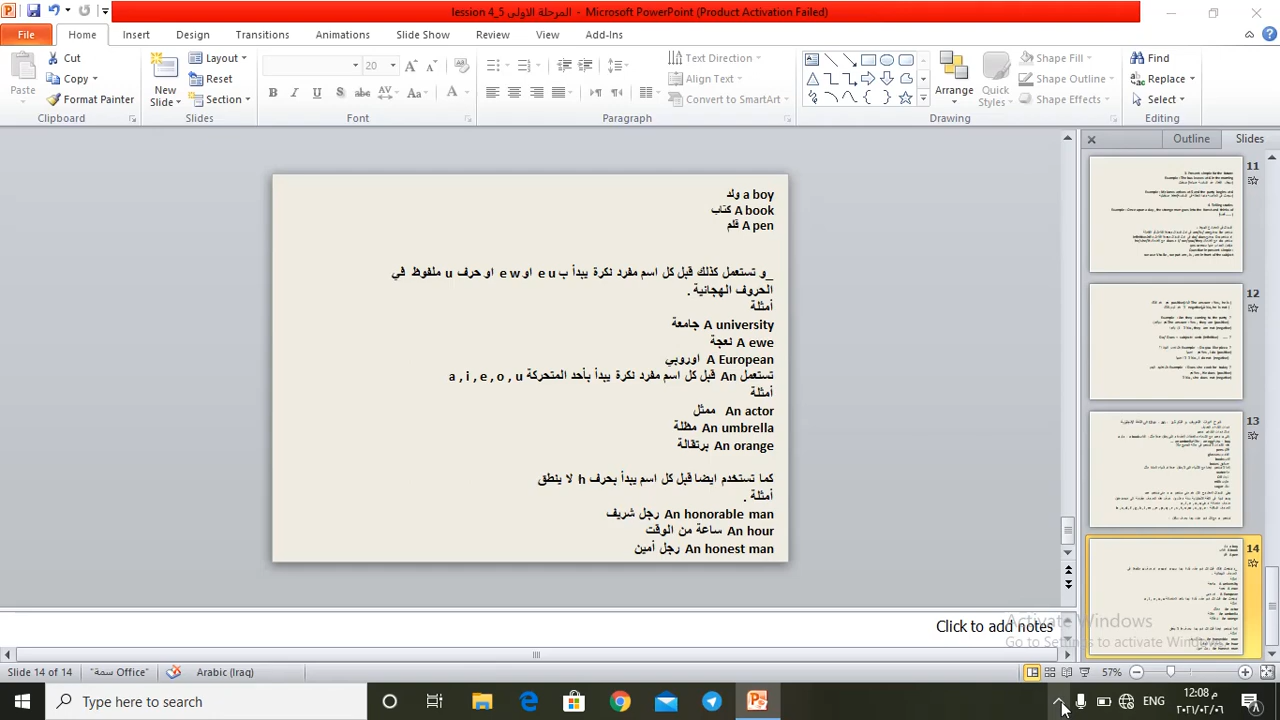 lession 4_5 المرحلة الاولى - Microsoft PowerPoint (Product Activation Failed)
File Home Insert Design Transitions Animations Slide Show Review View Add-Ins
Paste
Cut
Copy
Format Painter
Clipboard
New Slide
Layout
Reset
Section
Slides
20
Font
Text Direction
Align Text
Convert to SmartArt
Paragraph
Arrange
Quick Styles
Shape Fill
Shape Outline
Shape Effects
Drawing
Find
Replace
Select
Editing
a boy ولد
A book كتاب
A pen قلم
_و تستعمل كذلك قبل كل اسم مفرد نكرة يبدأ ب e u او e w او حرف u ملفوظ في
الحروف الهجائية .
أمثلة
A university جامعة
A ewe نعجة
A European اوروبي
تستعمل An قبل كل اسم مفرد نكرة يبدأ بأحد المتحركة a , i , e , o , u
أمثلة
An actor ممثل
An umbrella مظلة
An orange برتقالة
كما تستخدم ايضا قبل كل اسم يبدأ بحرف h لا ينطق
أمثلة .
An honorable man رجل شريف
An hour ساعة من الوقت
An honest man رجل أمين
Outline Slides
11
12
13
14
Click to add notes
Activate Windows
Go to Settings to activate Windows.
Slide 14 of 14
"سمة Office"
Arabic (Iraq)
57%
Type here to search
ENG
12:08 م
٢٠٢١/٠٢/٠٦